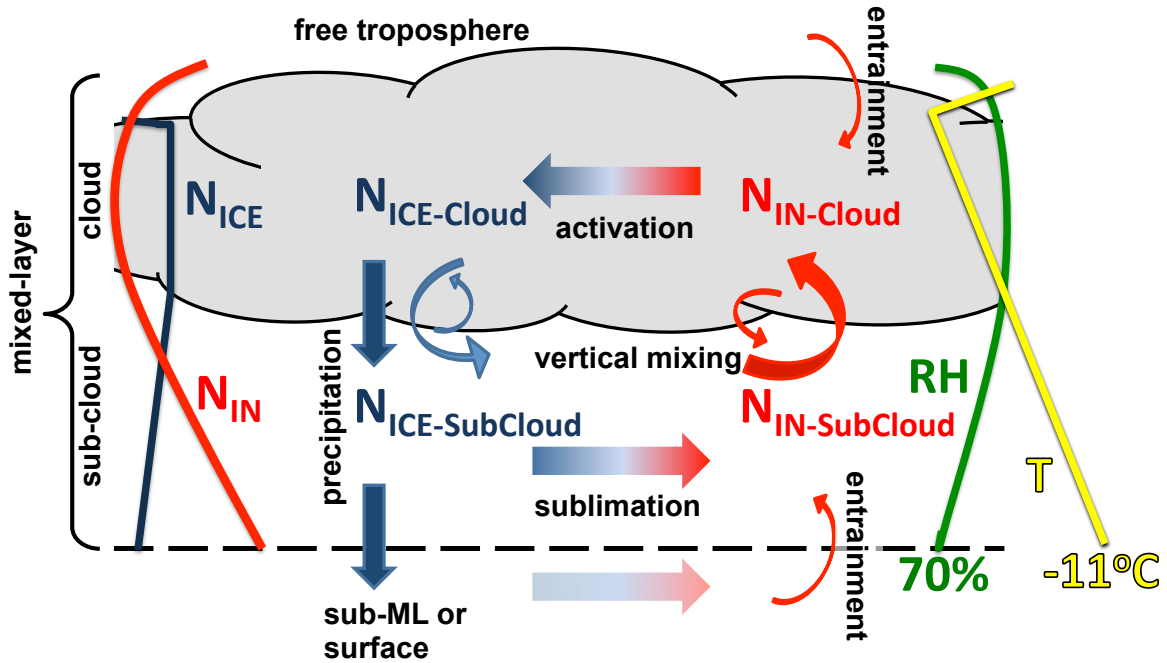 free troposphere
entrainment
mixed-layer
cloud
sub-cloud
N_ICE
N_ICE-Cloud
activation
N_IN-Cloud
precipitation
vertical mixing
N_IN
N_ICE-SubCloud
N_IN-SubCloud
RH
T
sublimation
entrainment
70%
-11°C
sub-ML or
surface